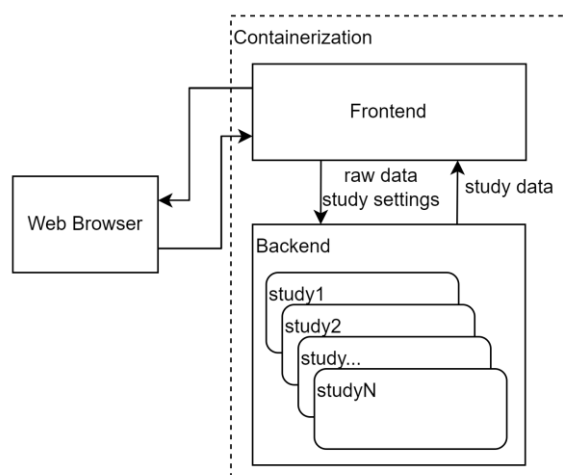 Containerization
Frontend
raw data
study settings
study data
Web Browser
Backend
study1
study2
study...
studyN